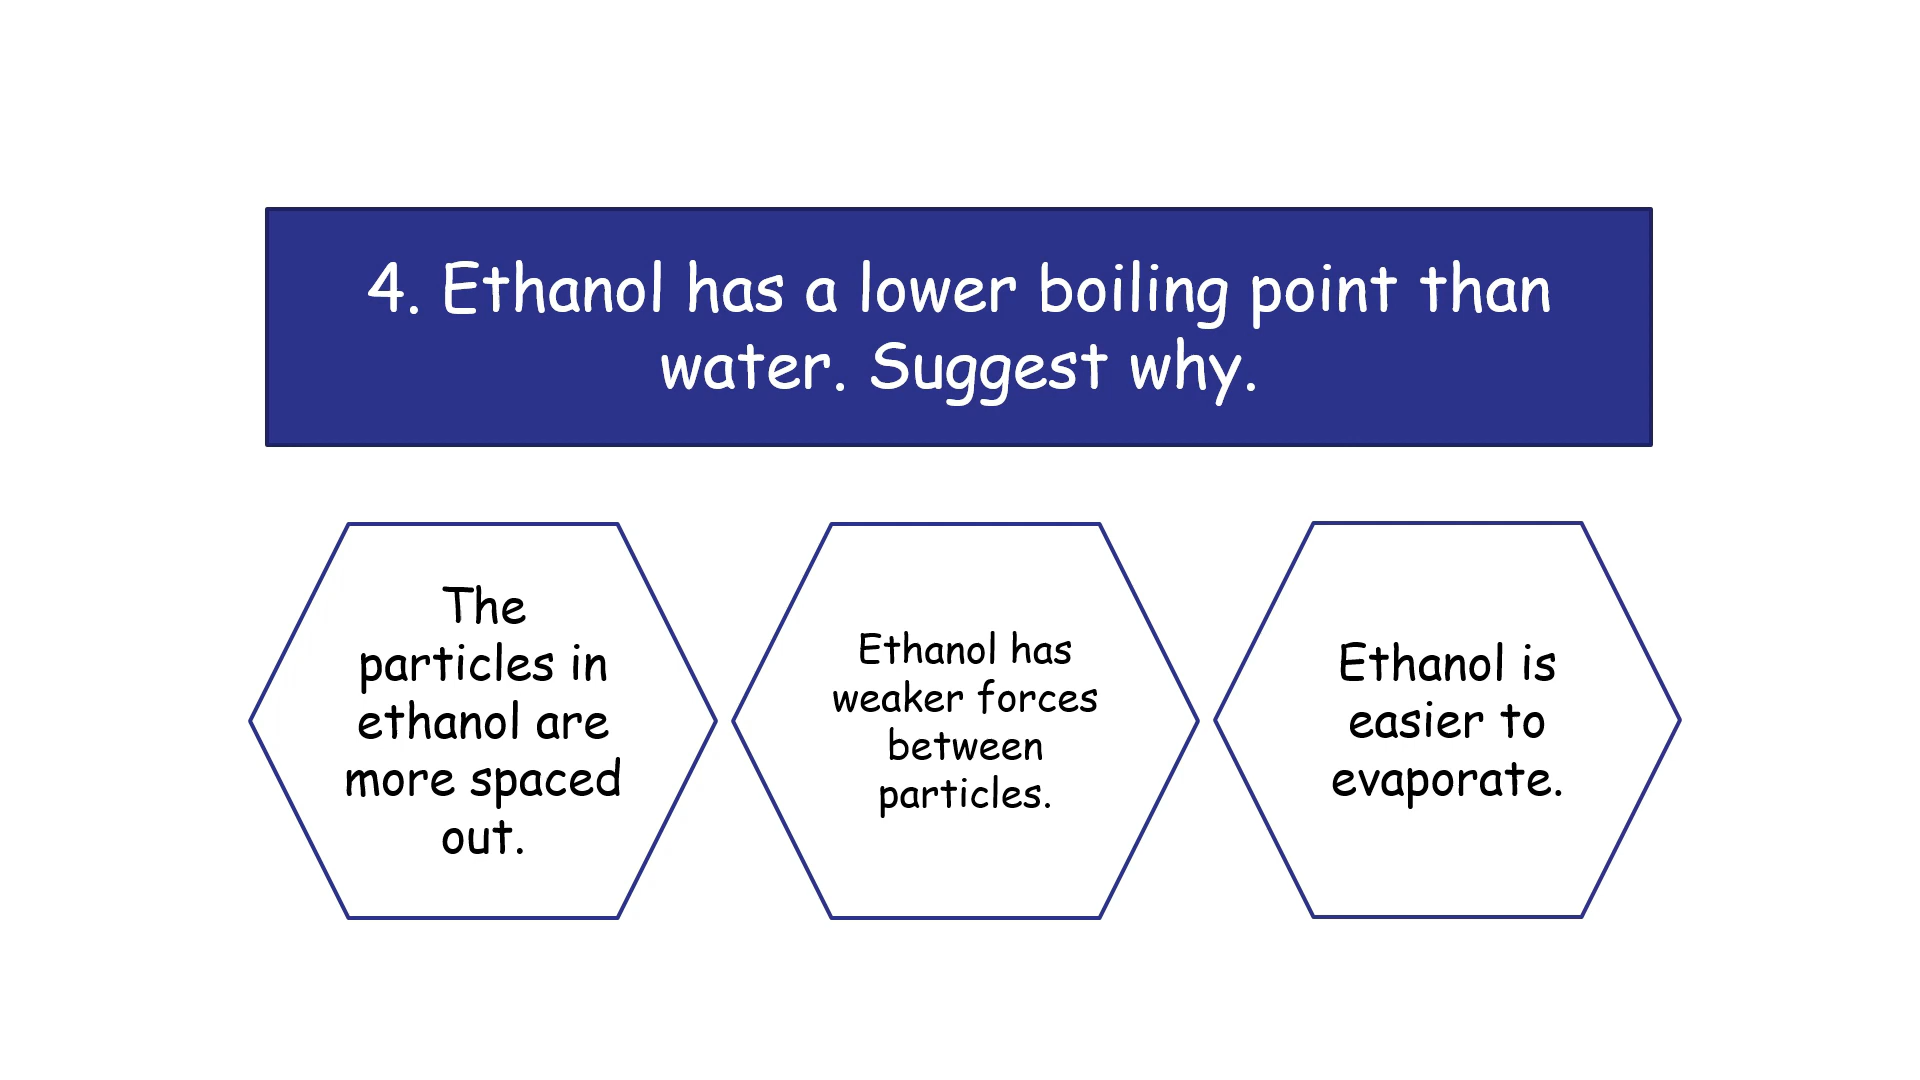 4. Ethanol has a lower boiling point than
water. Suggest why.
The
particles in
ethanol are
more spaced
out.
Ethanol has
weaker forces
between
particles.
Ethanol is
easier to
evaporate.